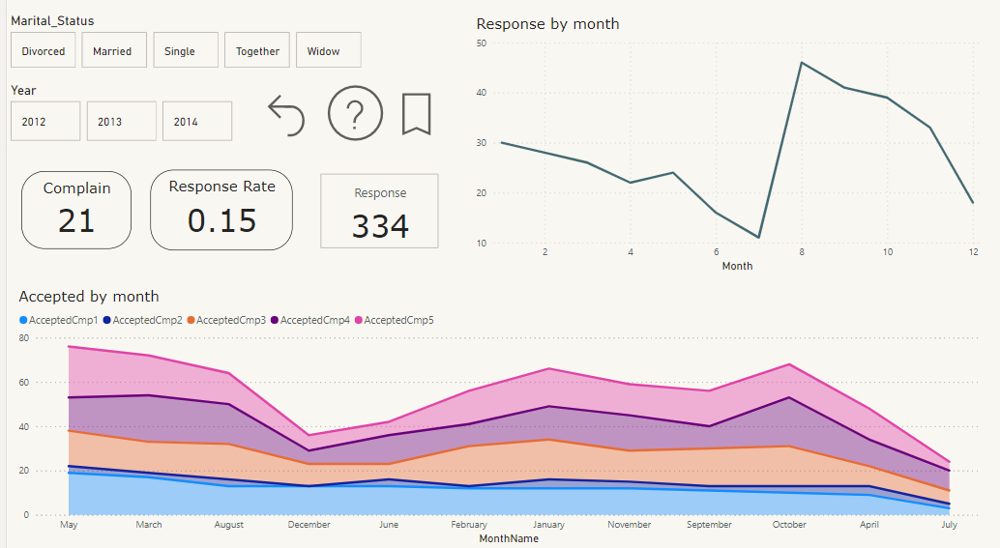 Marital_Status
Divorced Married Single Together Widow
Year
2012 2013 2014
?
Complain
21
Response Rate
0.15
Response
334
Response by month
50
40
30
20
10
2 4 6 8 10 12
Month
Accepted by month
AcceptedCmp1 AcceptedCmp2 AcceptedCmp3 AcceptedCmp4 AcceptedCmp5
80
60
40
20
0
May March August December June February January November September October April July
MonthName